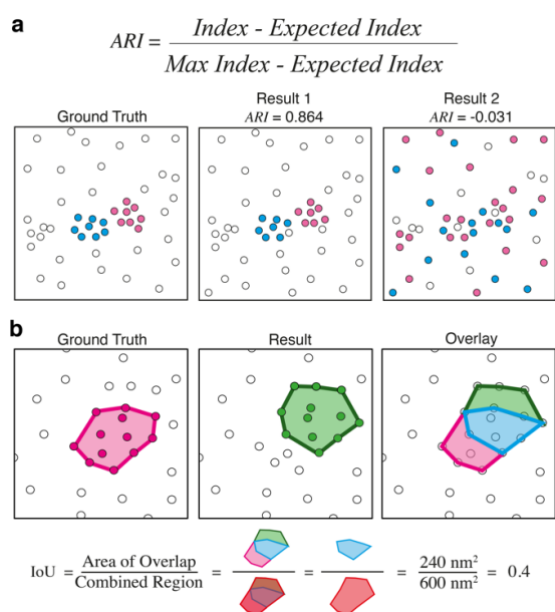 a
ARI = Index - Expected Index / Max Index - Expected Index
Ground Truth
Result 1
ARI = 0.864
Result 2
ARI = -0.031
b
Ground Truth
Result
Overlay
IoU = Area of Overlap / Combined Region = = = 240 nm² / 600 nm² = 0.4